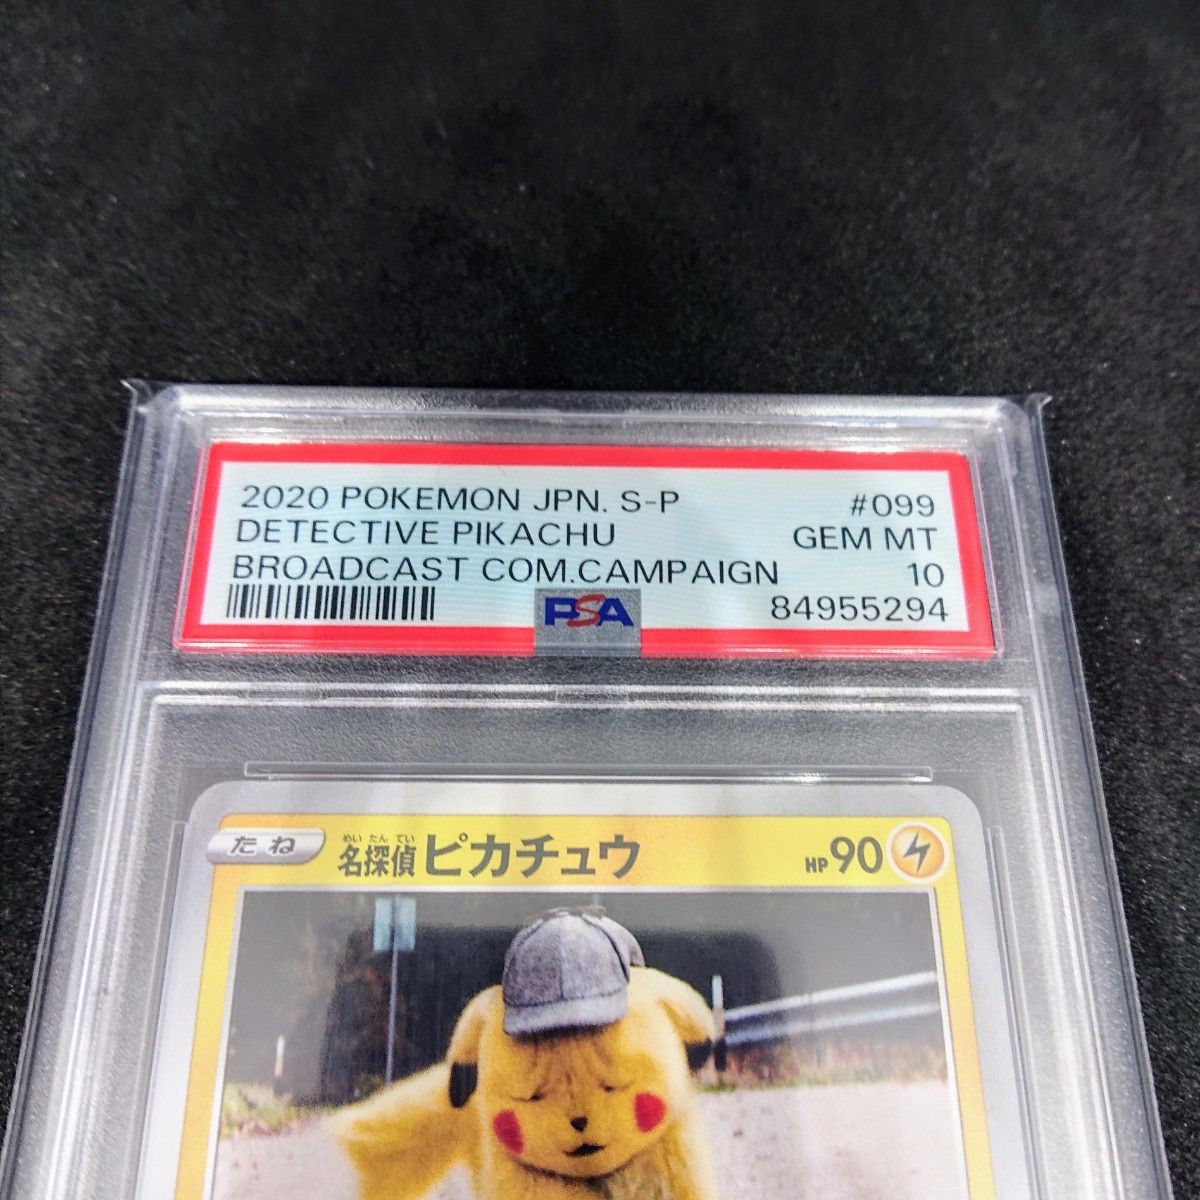 2020 POKEMON JPN. S-P #099
DETECTIVE PIKACHU GEM MT
BROADCAST COM.CAMPAIGN 10
PSA 84955294
たね 名探偵ピカチュウ HP 90
めいたんてい